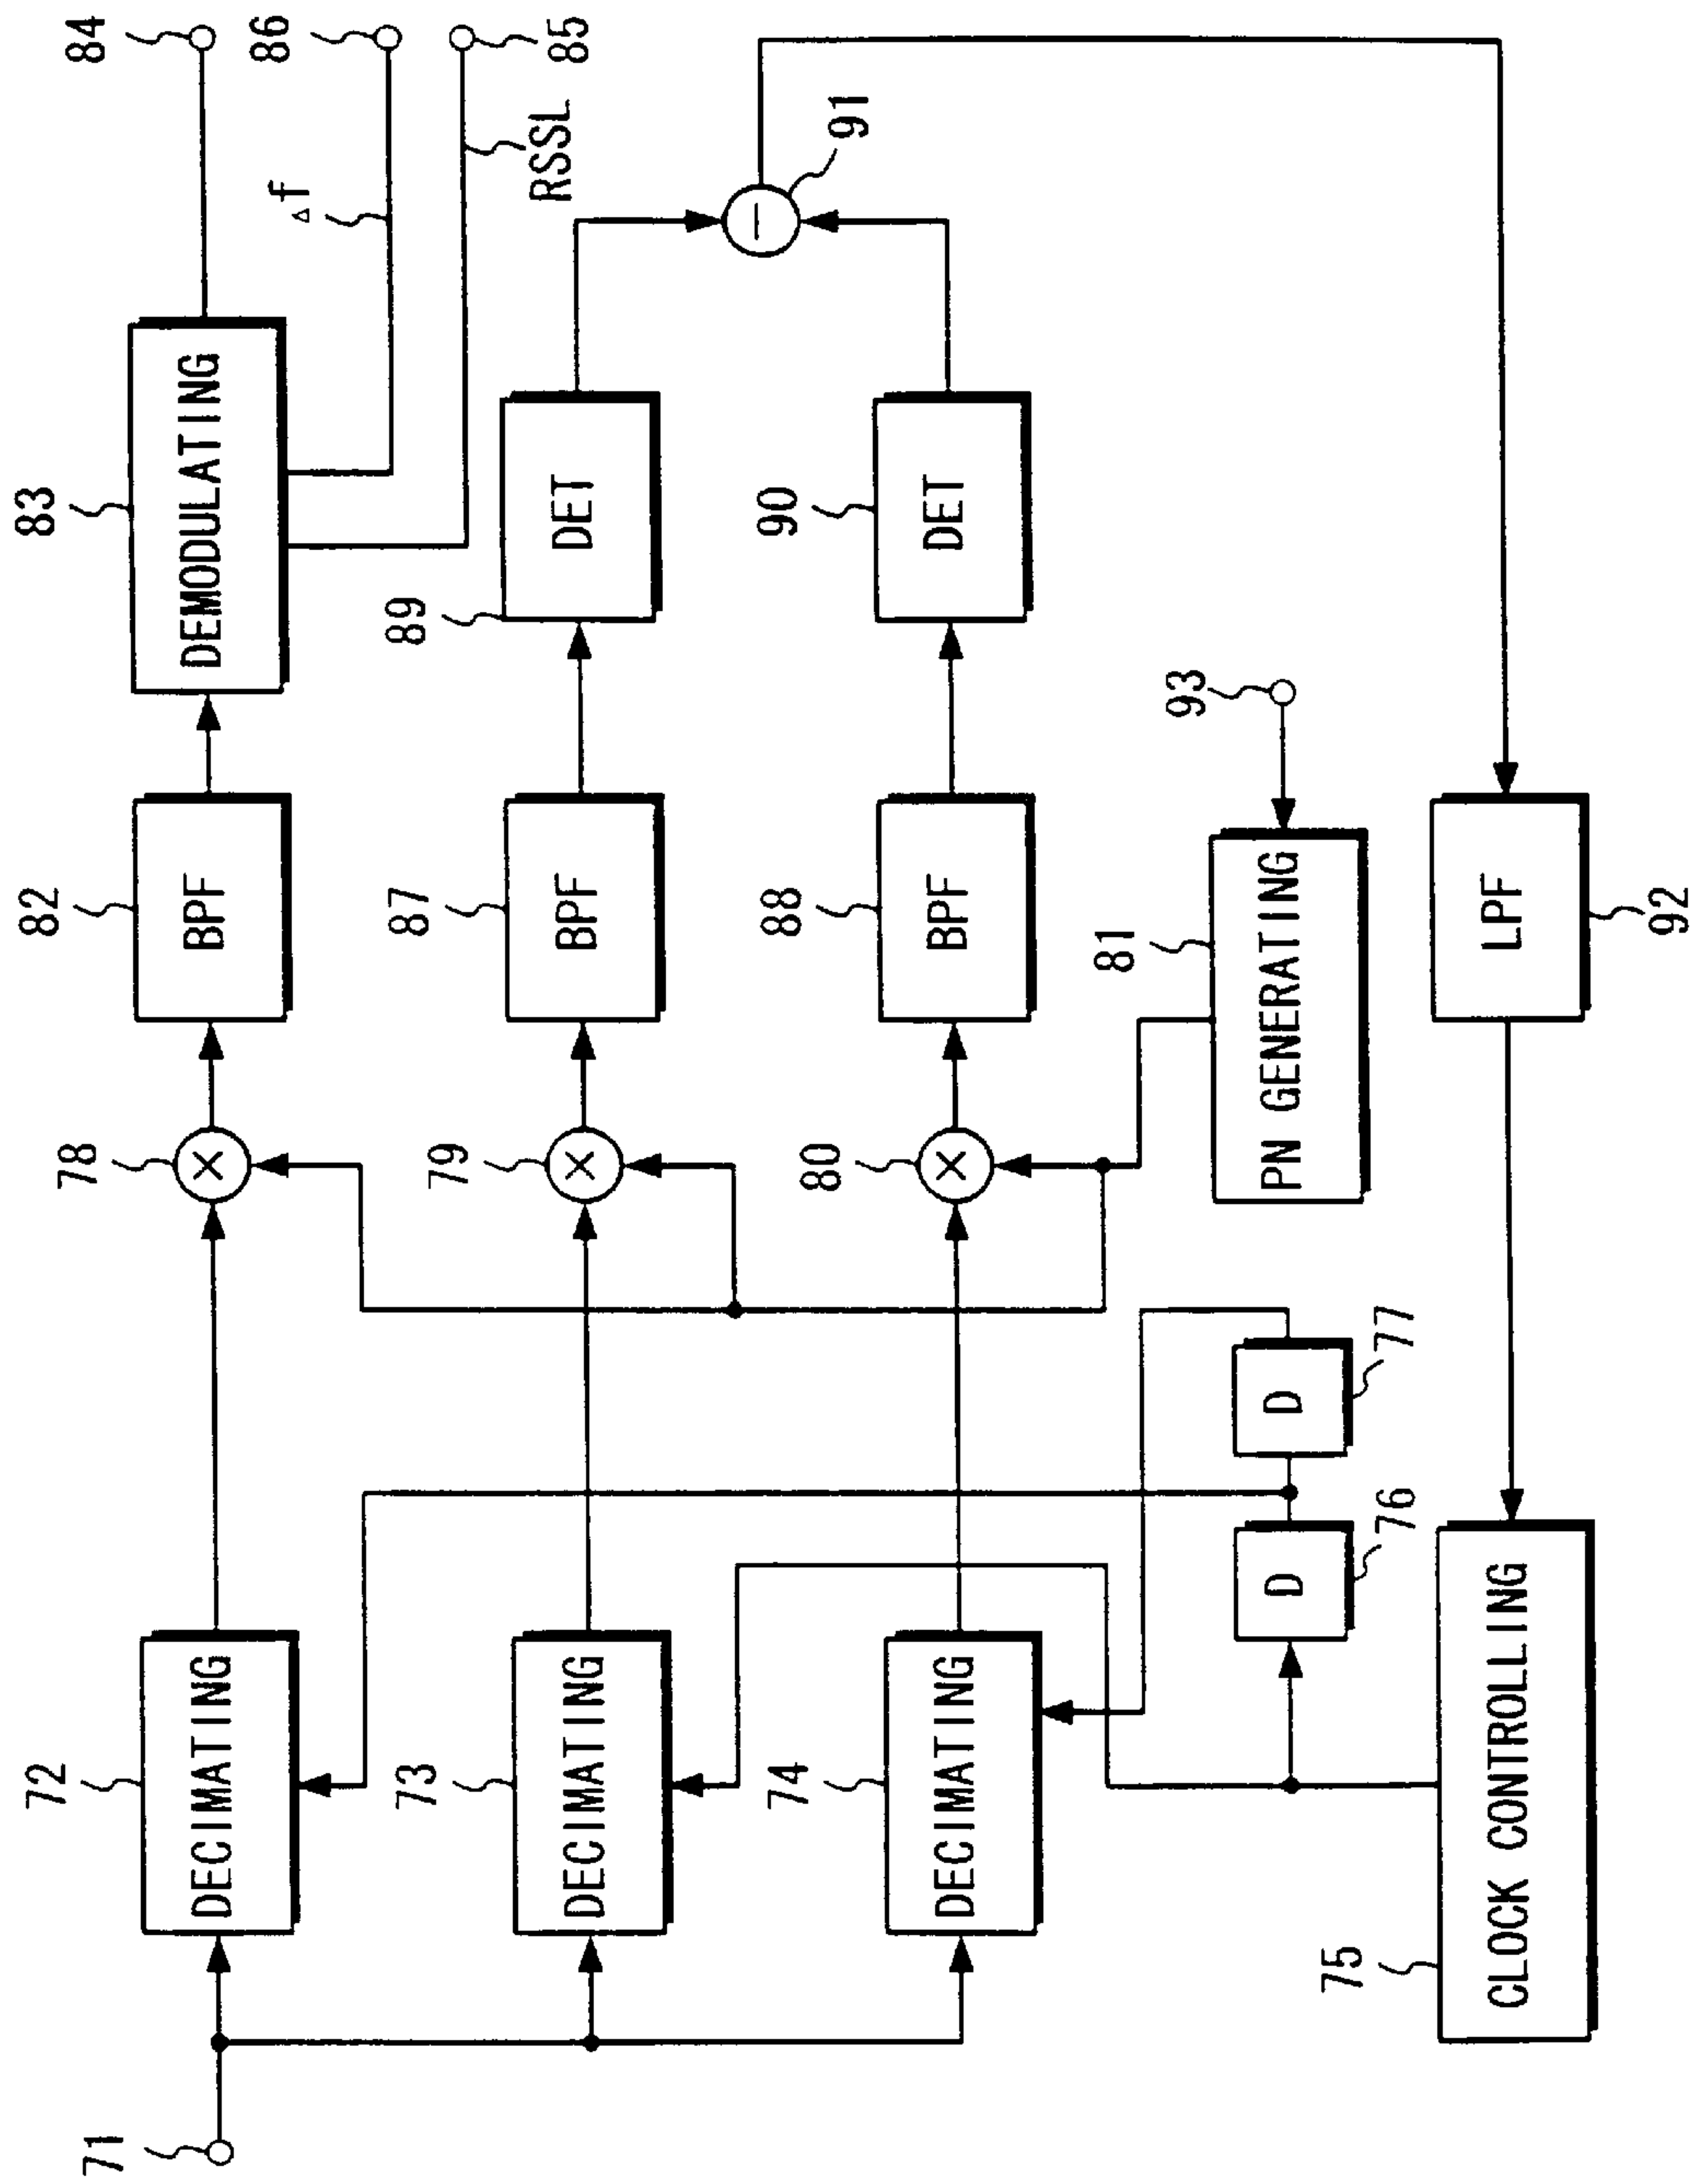 71
72
DECIMATING
78
×
82
BPF
83
DEMODULATING
84
△f
86
RSSL
85
73
DECIMATING
79
×
87
BPF
89
DET
91
−
74
DECIMATING
80
×
88
BPF
90
DET
76
D
77
D
81
PN GENERATING
93
75
CLOCK CONTROLLING
LPF
92